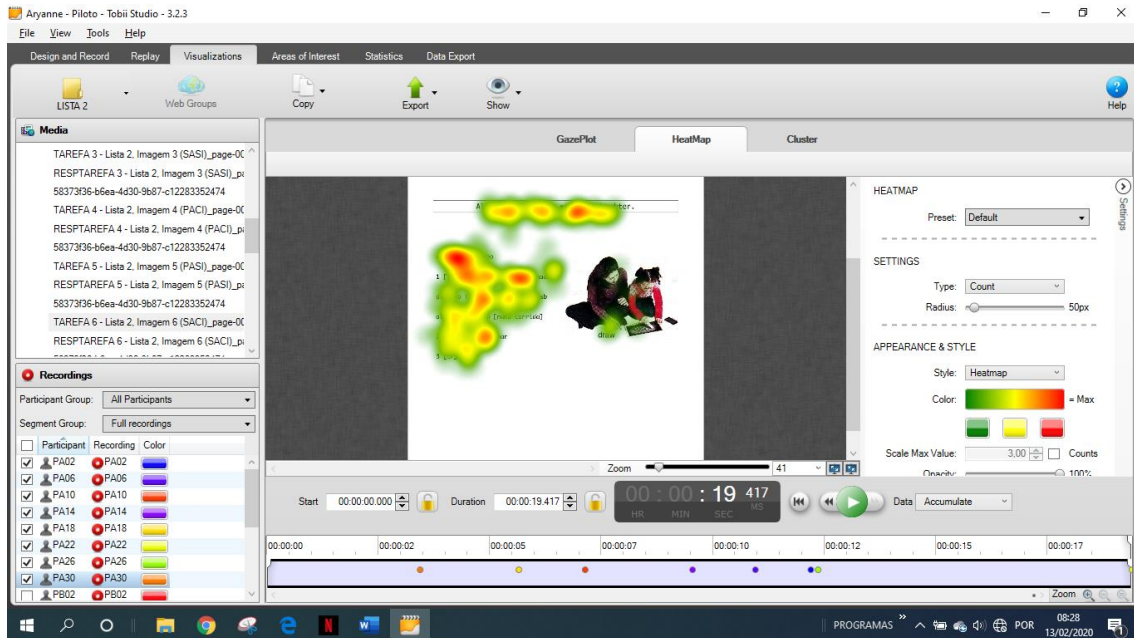 Aryanne - Piloto - Tobii Studio - 3.2.3
File View Tools Help
Design and Record Replay Visualizations Areas of Interest Statistics Data Export
LISTA 2 Web Groups Copy Export Show Help
Media
TAREFA 3 - Lista 2, Imagem 3 (SASI)_page-00
RESPTAREFA 3 - Lista 2, Imagem 3 (SASI)_pa
58373f36-b6ea-4d30-9b87-c12283352474
TAREFA 4 - Lista 2, Imagem 4 (PACI)_page-00
RESPTAREFA 4 - Lista 2, Imagem 4 (PACI)_pa
58373f36-b6ea-4d30-9b87-c12283352474
TAREFA 5 - Lista 2, Imagem 5 (PASI)_page-00
RESPTAREFA 5 - Lista 2, Imagem 5 (PASI)_pa
58373f36-b6ea-4d30-9b87-c12283352474
TAREFA 6 - Lista 2, Imagem 6 (SACI)_page-00
RESPTAREFA 6 - Lista 2, Imagem 6 (SACI)_pa
Recordings
Participant Group: All Participants
Segment Group: Full recordings
Participant Recording Color
PA02 PA02
PA06 PA06
PA10 PA10
PA14 PA14
PA18 PA18
PA22 PA22
PA26 PA26
PA30 PA30
PB02 PB02
GazePlot HeatMap Cluster
draw
HEATMAP
Preset: Default
SETTINGS
Type: Count
Radius: 50px
APPEARANCE & STYLE
Style: Heatmap
Color: = Max
Scale Max Value: 3,00 Counts
Opacity: 100%
Settings
Zoom 41
Start 00:00:00.000 Duration 00:00:19.417 00 : 00 : 19 417 Data Accumulate
HR MIN SEC MS
00:00:00 00:00:02 00:00:05 00:00:07 00:00:10 00:00:12 00:00:15 00:00:17
Zoom
PROGRAMAS POR 08:28
13/02/2020